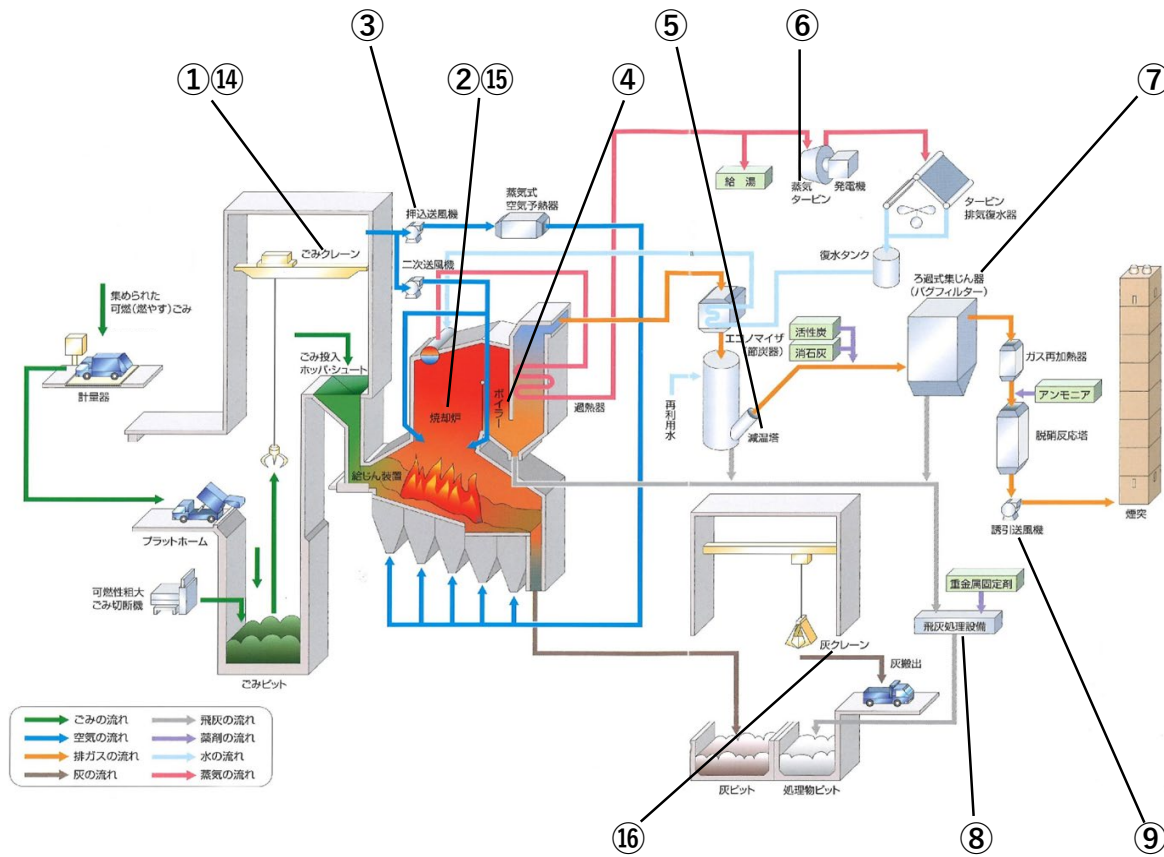 ①⑭
③
②⑮
④
⑤
⑥
⑦
ごみクレーン
押込送風機
蒸気式
空気予熱器
二次送風機
給湯
蒸気
タービン
発電機
タービン
排気復水器
復水タンク
ろ過式集じん器
(バグフィルター)
集められた
可燃(燃やす)ごみ
計量器
ごみ投入
ホッパ・シュート
焼却炉
ボイラー
過熱器
エコノマイザ
(節炭器)
活性炭
消石灰
再利用水
減温塔
ガス再加熱器
アンモニア
脱硝反応塔
誘引送風機
煙突
給じん装置
プラットホーム
可燃性粗大
ごみ切断機
ごみピット
重金属固定剤
飛灰処理設備
灰クレーン
灰搬出
灰ピット
処理物ピット
ごみの流れ
空気の流れ
排ガスの流れ
灰の流れ
飛灰の流れ
薬剤の流れ
水の流れ
蒸気の流れ
⑯
⑧
⑨